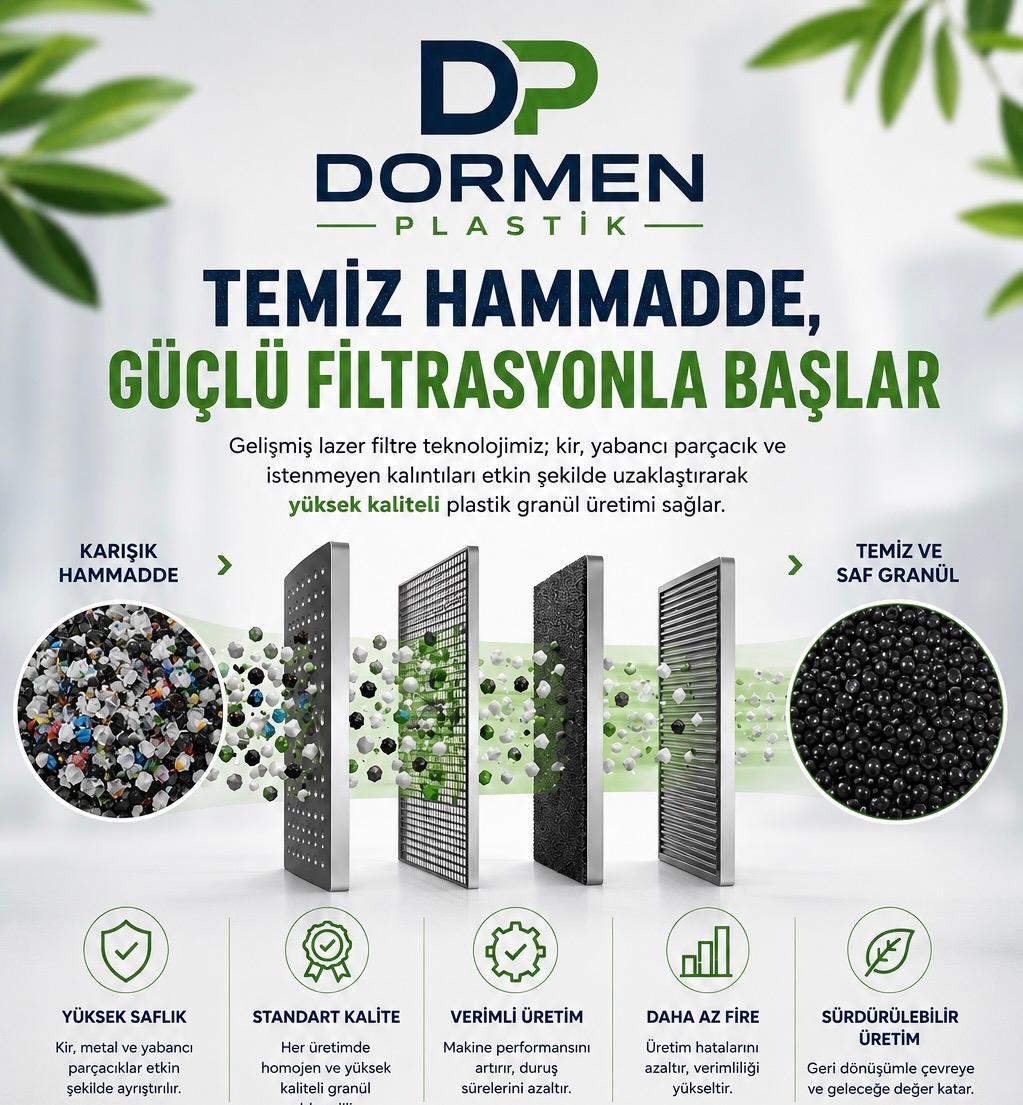 DP
DORMEN
PLASTİK
TEMİZ HAMMADDE,
GÜÇLÜ FİLTRASYONLA BAŞLAR
Gelişmiş lazer filtre teknolojimiz; kir, yabancı parçacık ve
istenmeyen kalıntıları etkin şekilde uzaklaştırarak
yüksek kaliteli plastik granül üretimi sağlar.
KARIŞIK
HAMMADDE
TEMİZ VE
SAF GRANÜL
YÜKSEK SAFLIK
Kir, metal ve yabancı
parçacıklar etkin
şekilde ayrıştırılır.
STANDART KALİTE
Her üretimde
homojen ve yüksek
kaliteli granül
VERİMLİ ÜRETİM
Makine performansını
artırır, duruş
sürelerini azaltır.
DAHA AZ FİRE
Üretim hatalarını
azaltır, verimliliği
yükseltir.
SÜRDÜRÜLEBİLİR
ÜRETİM
Geri dönüşümle çevreye
ve geleceğe değer katar.